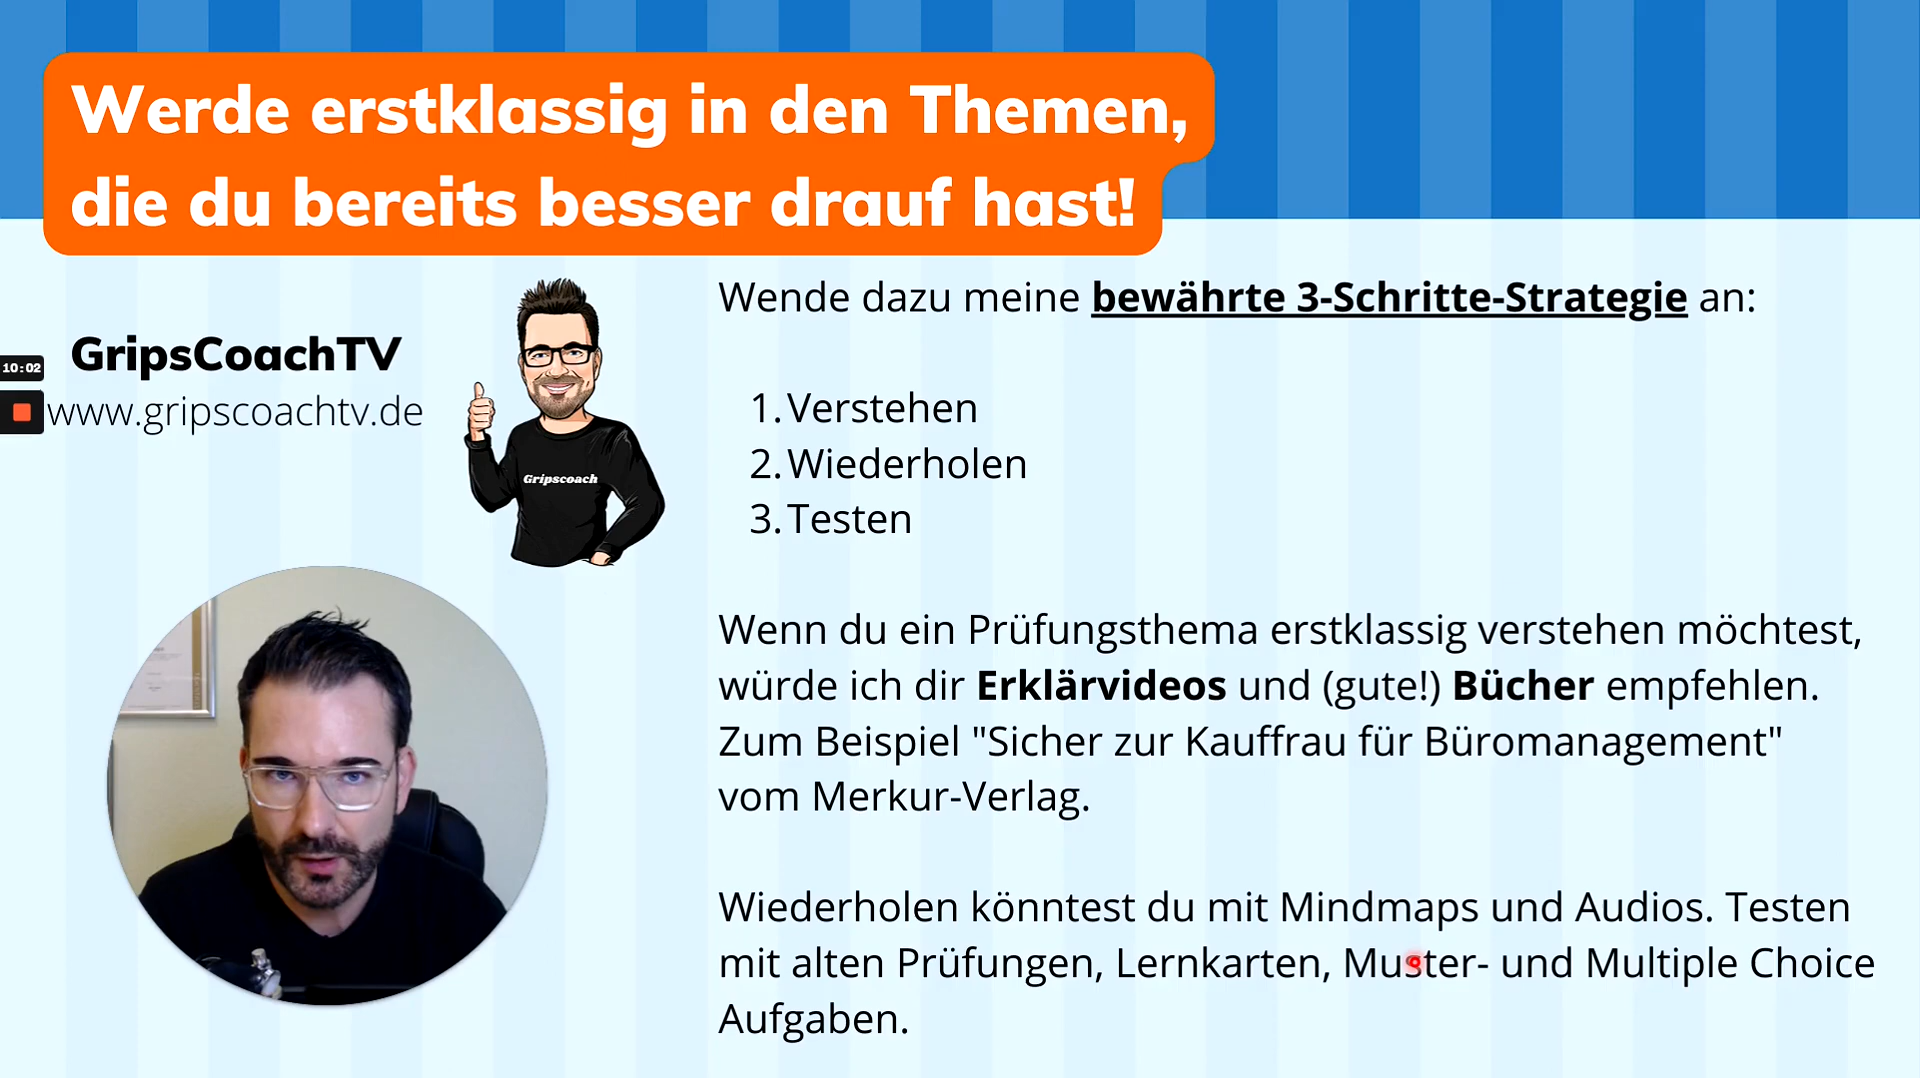 Werde erstklassig in den Themen,
die du bereits besser drauf hast!
GripsCoachTV
www.gripscoachtv.de
10:02
Gripscoach
Wende dazu meine bewährte 3-Schritte-Strategie an:
1. Verstehen
2. Wiederholen
3. Testen
Wenn du ein Prüfungsthema erstklassig verstehen möchtest,
würde ich dir Erklärvideos und (gute!) Bücher empfehlen.
Zum Beispiel "Sicher zur Kauffrau für Büromanagement"
vom Merkur-Verlag.
Wiederholen könntest du mit Mindmaps und Audios. Testen
mit alten Prüfungen, Lernkarten, Muster- und Multiple Choice
Aufgaben.